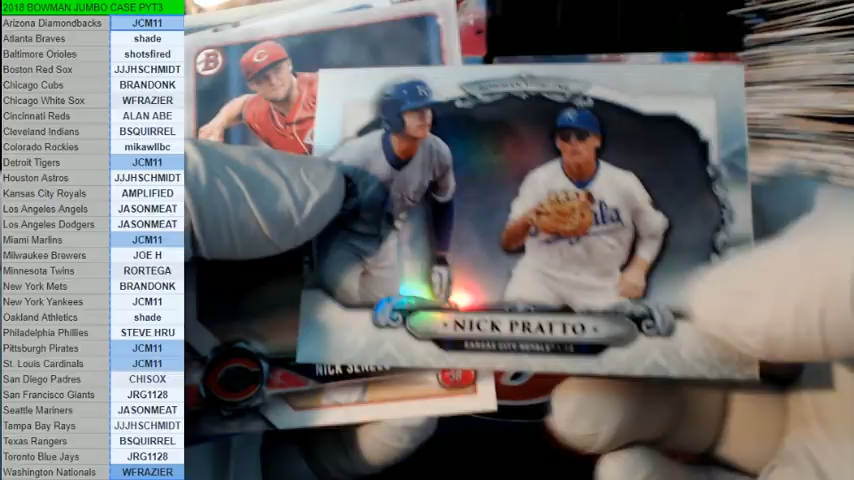 2018 BOWMAN JUMBO CASE PYT3
Arizona Diamondbacks JCM11
Atlanta Braves shade
Baltimore Orioles shotsfired
Boston Red Sox JJJHSCHMIDT
Chicago Cubs BRANDONK
Chicago White Sox WFRAZIER
Cincinnati Reds ALAN ABE
Cleveland Indians BSQUIRREL
Colorado Rockies mikawllbc
Detroit Tigers JCM11
Houston Astros JJJHSCHMIDT
Kansas City Royals AMPLIFIED
Los Angeles Angels JASONMEAT
Los Angeles Dodgers JASONMEAT
Miami Marlins JCM11
Milwaukee Brewers JOE H
Minnesota Twins RORTEGA
New York Mets BRANDONK
New York Yankees JCM11
Oakland Athletics shade
Philadelphia Phillies STEVE HRU
Pittsburgh Pirates JCM11
St. Louis Cardinals JCM11
San Diego Padres CHISOX
San Francisco Giants JRG1128
Seattle Mariners JASONMEAT
Tampa Bay Rays JJJHSCHMIDT
Texas Rangers BSQUIRREL
Toronto Blue Jays JRG1128
Washington Nationals WFRAZIER
NICK PRATTO
KANSAS CITY ROYALS
NICK